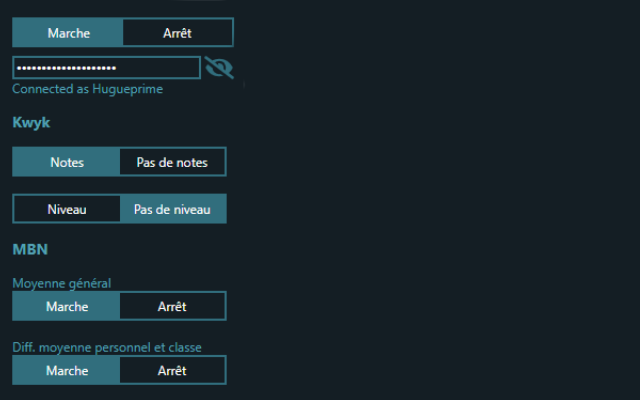 Marche Arrêt
••••••••••••••••••••
Connected as Hugueprime
Kwyk
Notes Pas de notes
Niveau Pas de niveau
MBN
Moyenne général
Marche Arrêt
Diff. moyenne personnel et classe
Marche Arrêt